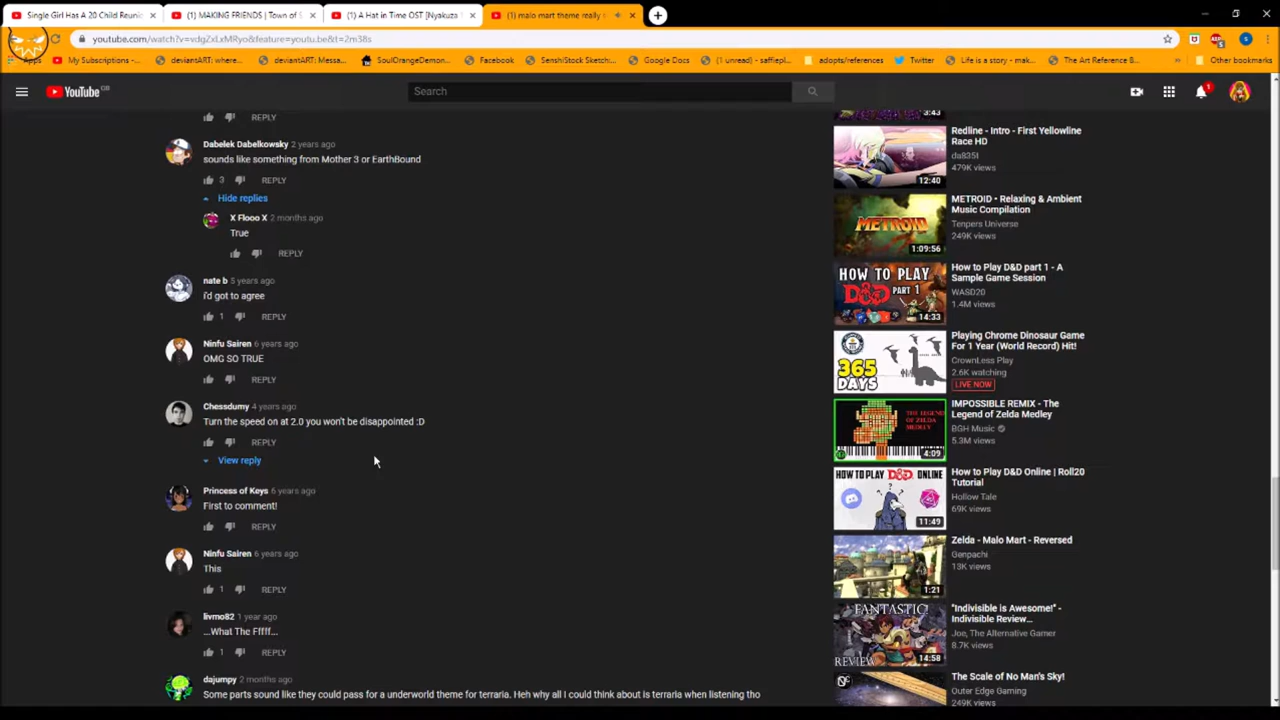 Single Girl Has A 20 Child Reunio
(1) MAKING FRIENDS | Town of S
(1) A Hat in Time OST [Nyakuza
(1) malo mart theme really
youtube.com/watch?v=vdgZxLxMRyo&feature=youtu.be&t=2m38s
Apps
My Subscriptions -...
deviantART: where...
deviantART: Messa...
SoulOrangeDemon...
Facebook
SenshiStock Sketch:...
Google Docs
(1 unread) - saffiepl...
adopts/references
Twitter
Life is a story - mak...
The Art Reference B...
Other bookmarks
YouTube GB
Search
1
REPLY
Dabelek Dabelkowsky 2 years ago
sounds like something from Mother 3 or EarthBound
3 REPLY
Hide replies
X Flooo X 2 months ago
True
REPLY
nate b 5 years ago
i'd got to agree
1 REPLY
Ninfu Sairen 6 years ago
OMG SO TRUE
REPLY
Chessdumy 4 years ago
Turn the speed on at 2.0 you won't be disappointed :D
REPLY
View reply
Princess of Keys 6 years ago
First to comment!
REPLY
Ninfu Sairen 6 years ago
This
1 REPLY
livmo82 1 year ago
...What The Fffff...
1 REPLY
dajumpy 2 months ago
Some parts sound like they could pass for a underworld theme for terraria. Heh why all I could think about is terraria when listening tho
3:43
Redline - Intro - First Yellowline
Race HD
da835t
479K views
12:40
METROID • Relaxing & Ambient
Music Compilation
Tenpers Universe
249K views
METROID
1:09:56
How to Play D&D part 1 - A
Sample Game Session
WASD20
1.4M views
HOW TO PLAY
D&D PART 1
14:33
Playing Chrome Dinosaur Game
For 1 Year (World Record) Hit!
CrownLess Play
2.6K watching
LIVE NOW
365
DAYS
IMPOSSIBLE REMIX - The
Legend of Zelda Medley
BGH Music
5.3M views
THE LEGEND
OF ZELDA
MEDLEY
4:09
How to Play D&D Online | Roll20
Tutorial
Hollow Tale
69K views
HOW TO PLAY D&D ONLINE
11:49
Zelda - Malo Mart - Reversed
Genpachi
13K views
1:21
"Indivisible is Awesome!" -
Indivisible Review...
Joe, The Alternative Gamer
8.7K views
FANTASTIC!
REVIEW
14:58
The Scale of No Man's Sky!
Outer Edge Gaming
249K views